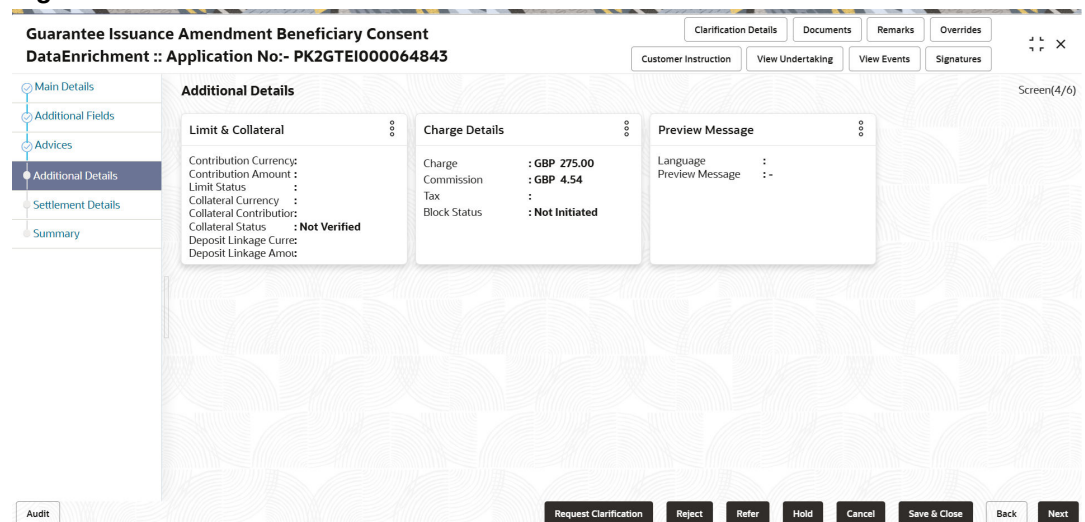 Guarantee Issuance Amendment Beneficiary Consent
DataEnrichment :: Application No:- PK2GTEI000064843
Clarification Details
Documents
Remarks
Overrides
Customer Instruction
View Undertaking
View Events
Signatures
Main Details
Additional Fields
Advices
Additional Details
Settlement Details
Summary
Additional Details
Screen(4/6)
Limit & Collateral
Contribution Currency:
Contribution Amount :
Limit Status :
Collateral Currency :
Collateral Contribution:
Collateral Status : Not Verified
Deposit Linkage Curre:
Deposit Linkage Amou:
Charge Details
Charge : GBP 275.00
Commission : GBP 4.54
Tax :
Block Status : Not Initiated
Preview Message
Language :
Preview Message : -
Audit
Request Clarification
Reject
Refer
Hold
Cancel
Save & Close
Back
Next